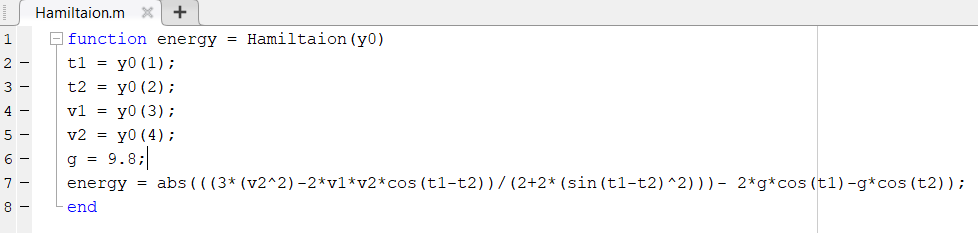 Hamiltaion.m × +
1 function energy = Hamiltaion(y0)
2 - t1 = y0(1);
3 - t2 = y0(2);
4 - v1 = y0(3);
5 - v2 = y0(4);
6 - g = 9.8;
7 - energy = abs(((3*(v2^2)-2*v1*v2*cos(t1-t2))/(2+2*(sin(t1-t2)^2)))- 2*g*cos(t1)-g*cos(t2));
8 - end